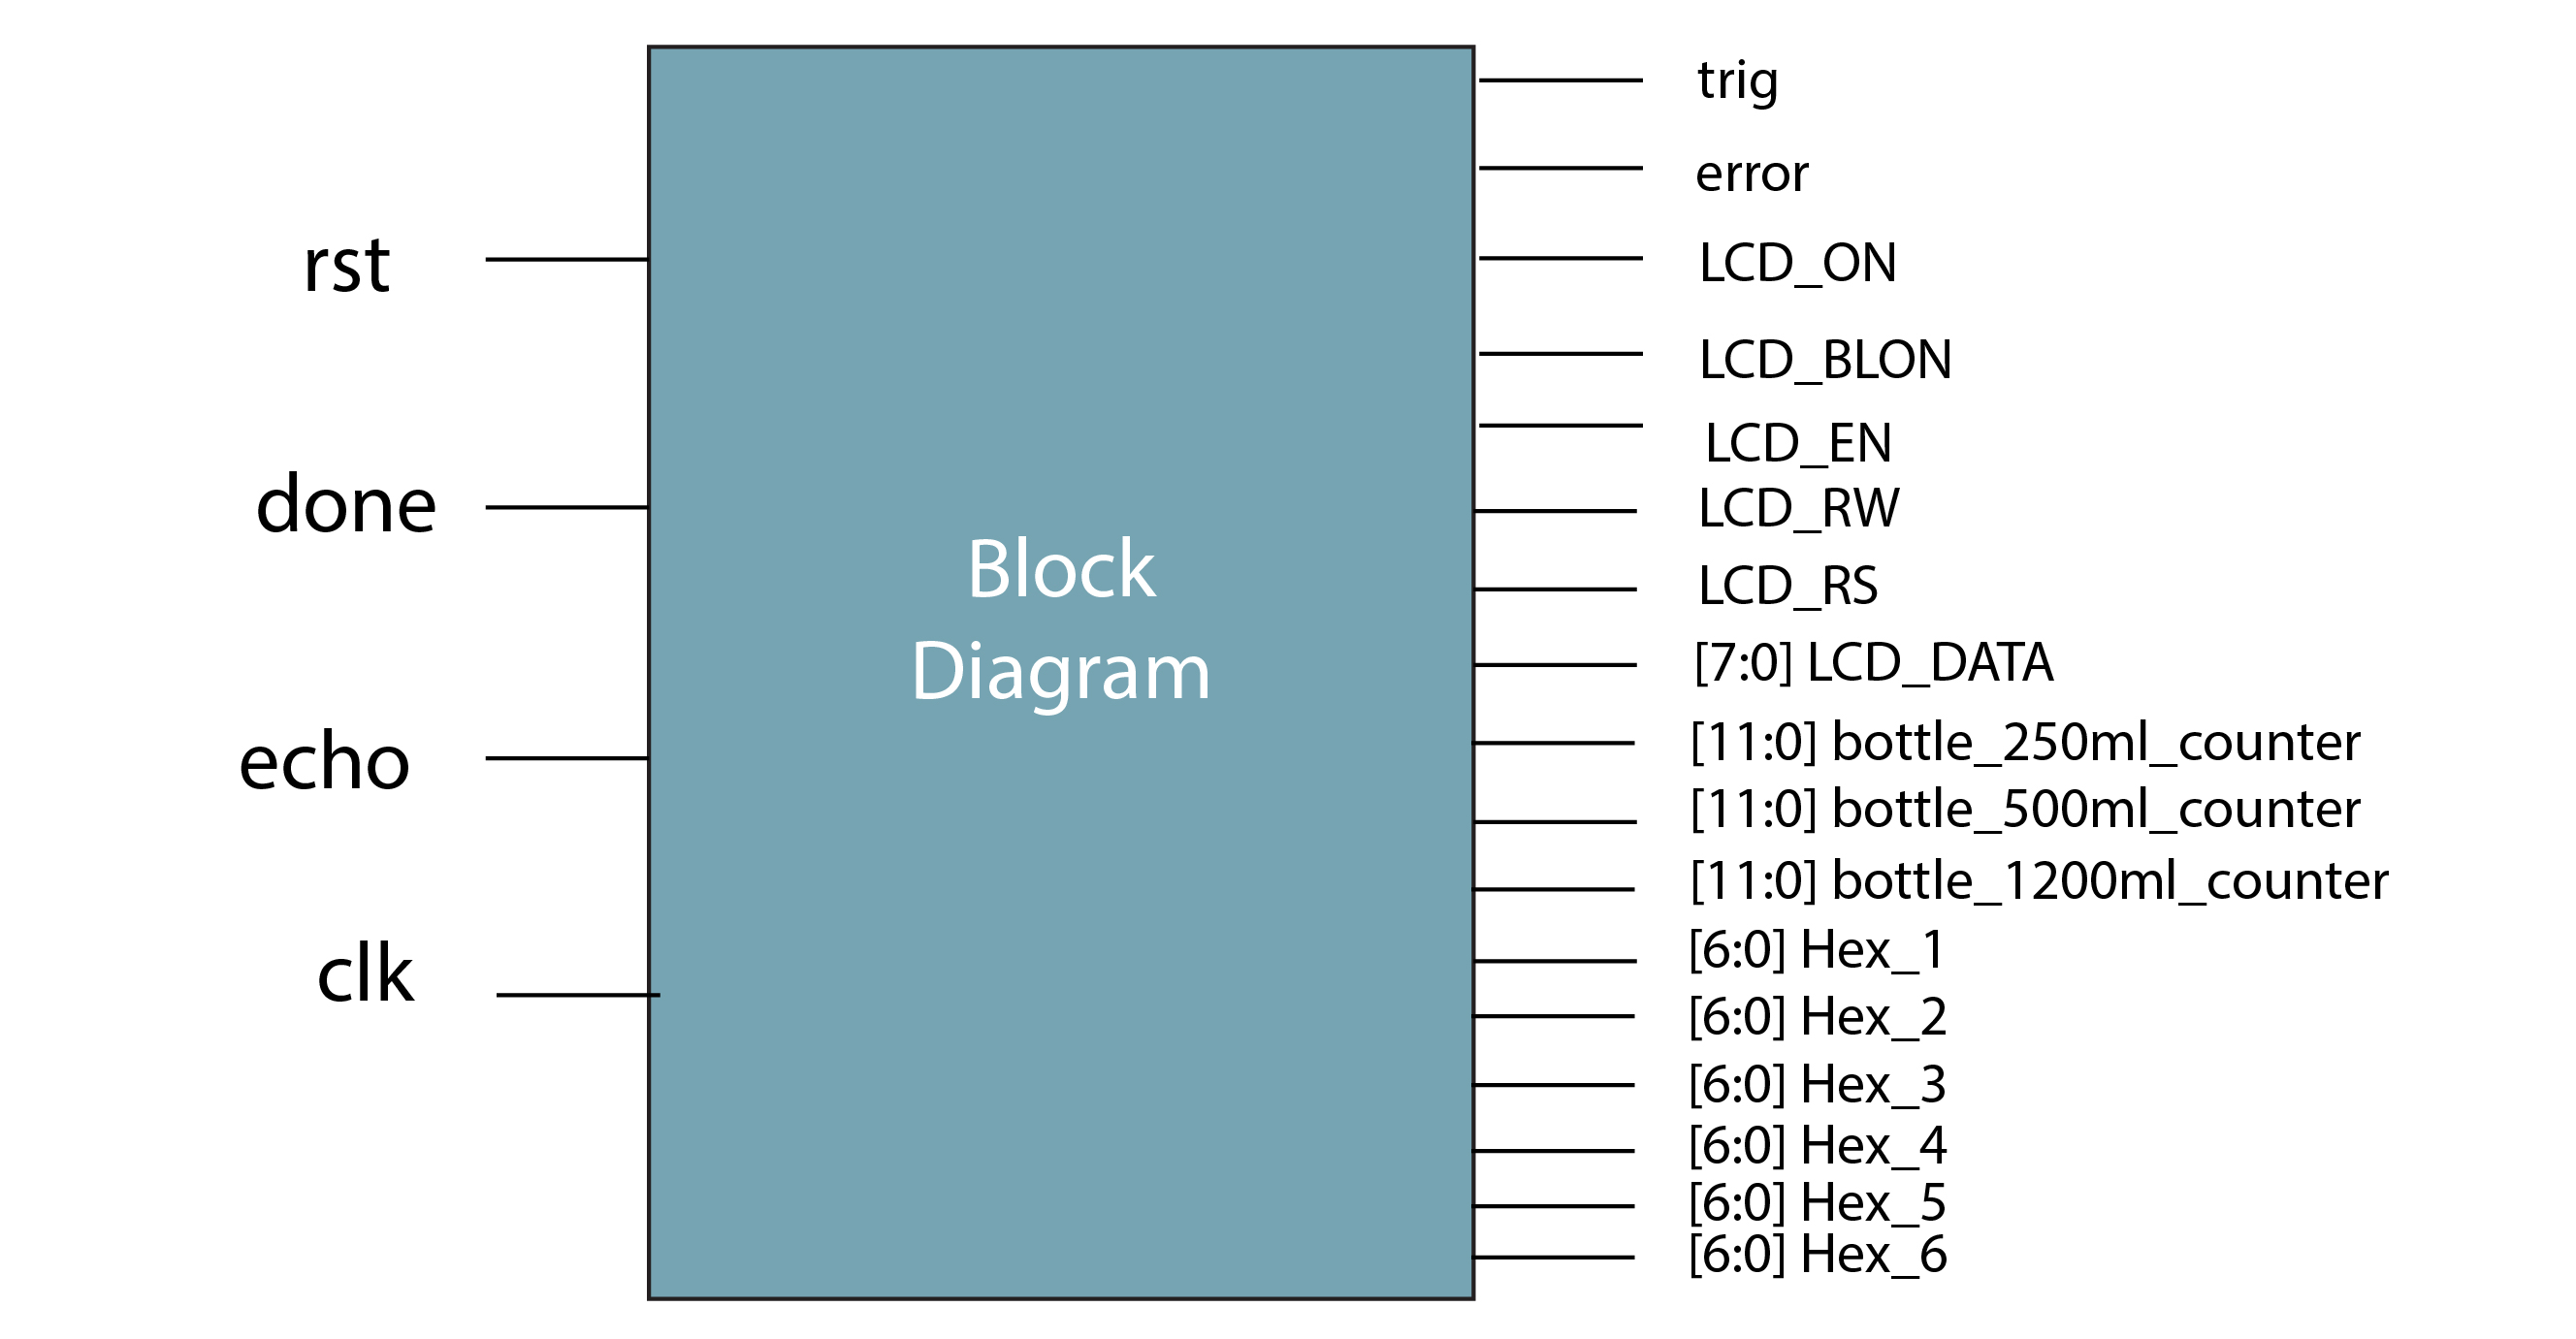 rst
done
echo
clk
Block
Diagram
trig
error
LCD_ON
LCD_BLON
LCD_EN
LCD_RW
LCD_RS
[7:0] LCD_DATA
[11:0] bottle_250ml_counter
[11:0] bottle_500ml_counter
[11:0] bottle_1200ml_counter
[6:0] Hex_1
[6:0] Hex_2
[6:0] Hex_3
[6:0] Hex_4
[6:0] Hex_5
[6:0] Hex_6